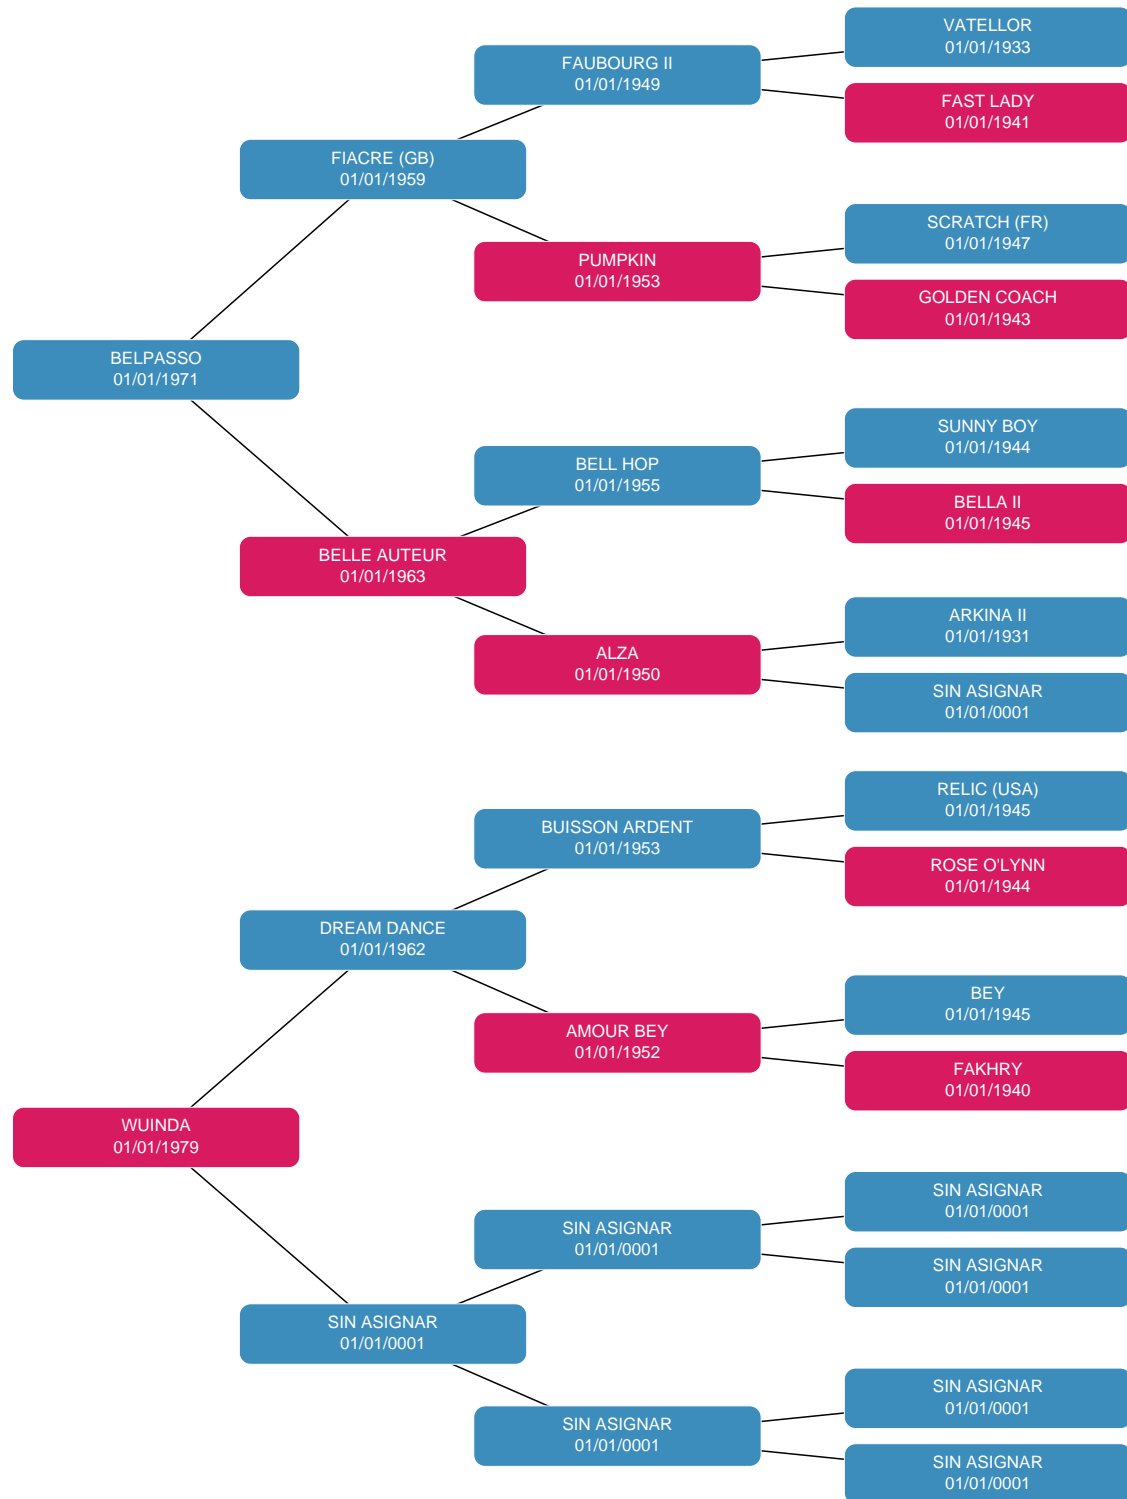 VATELLOR
01/01/1933
FAUBOURG II
01/01/1949
FAST LADY
01/01/1941
FIACRE (GB)
01/01/1959
SCRATCH (FR)
01/01/1947
PUMPKIN
01/01/1953
GOLDEN COACH
01/01/1943
BELPASSO
01/01/1971
SUNNY BOY
01/01/1944
BELL HOP
01/01/1955
BELLA II
01/01/1945
BELLE AUTEUR
01/01/1963
ARKINA II
01/01/1931
ALZA
01/01/1950
SIN ASIGNAR
01/01/0001
RELIC (USA)
01/01/1945
BUISSON ARDENT
01/01/1953
ROSE O'LYNN
01/01/1944
DREAM DANCE
01/01/1962
BEY
01/01/1945
AMOUR BEY
01/01/1952
FAKHRY
01/01/1940
WUINDA
01/01/1979
SIN ASIGNAR
01/01/0001
SIN ASIGNAR
01/01/0001
SIN ASIGNAR
01/01/0001
SIN ASIGNAR
01/01/0001
SIN ASIGNAR
01/01/0001
SIN ASIGNAR
01/01/0001
SIN ASIGNAR
01/01/0001